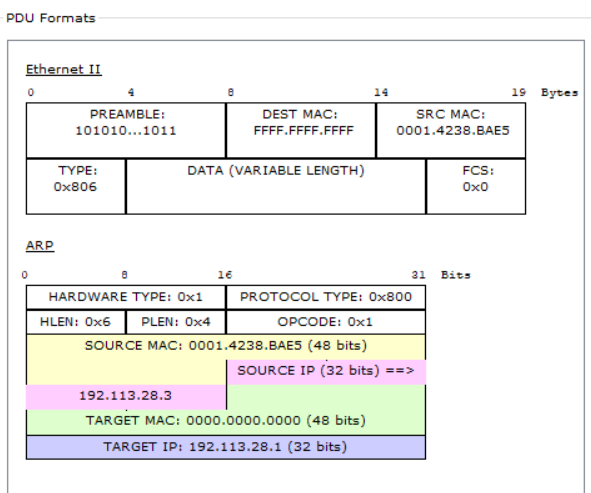 PDU Formats
Ethernet II
0 4 8 14 19 Bytes
PREAMBLE: DEST MAC: SRC MAC:
101010...1011 FFFF.FFFF.FFFF 0001.4238.BAE5
TYPE: DATA (VARIABLE LENGTH) FCS:
0x806 0x0
ARP
0 8 16 31 Bits
HARDWARE TYPE: 0x1 PROTOCOL TYPE: 0x800
HLEN: 0x6 PLEN: 0x4 OPCODE: 0x1
SOURCE MAC: 0001.4238.BAE5 (48 bits)
SOURCE IP (32 bits) ==>
192.113.28.3
TARGET MAC: 0000.0000.0000 (48 bits)
TARGET IP: 192.113.28.1 (32 bits)